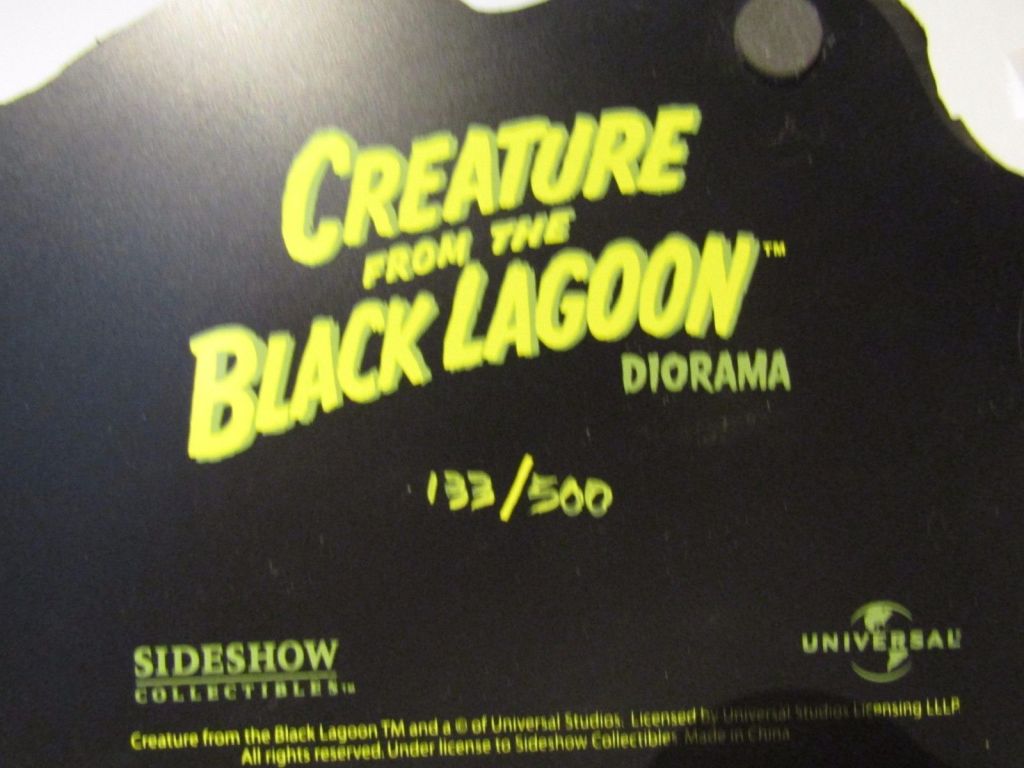 CREATURE
FROM THE
BLACK LAGOON™
DIORAMA
133/500
SIDESHOW
COLLECTIBLES™
UNIVERSAL
Creature from the Black Lagoon TM and a © of Universal Studios. Licensed by Universal Studios Licensing LLLP.
All rights reserved. Under license to Sideshow Collectibles Made in China